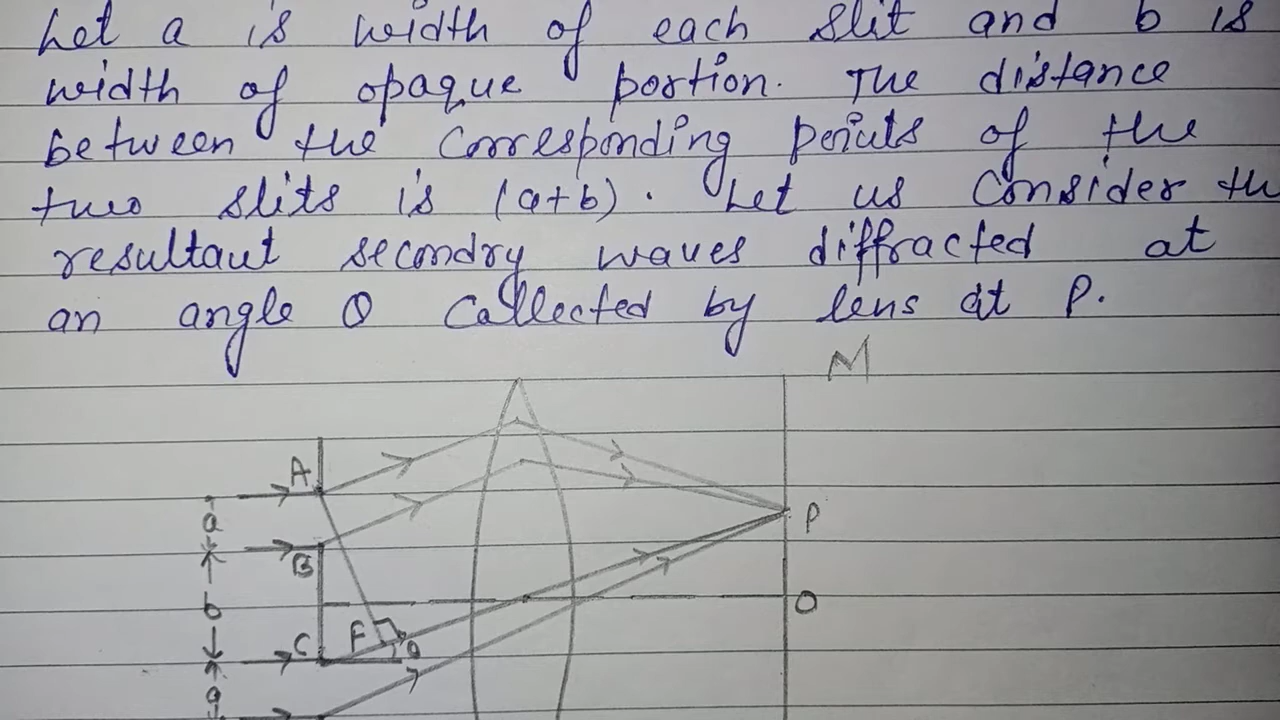 Let a is width of each slit and b is
width of opaque portion. The distance
between the corresponding points of the
two slits is (a+b). Let us consider th
resultant secondry waves diffracted at
an angle θ collected by lens at P.
M
A
a
P
B
b
O
F
θ
C
a